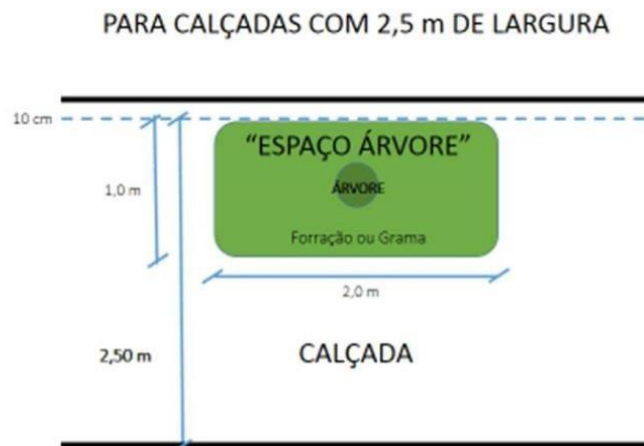 PARA CALÇADAS COM 2,5 m DE LARGURA
10 cm
“ESPAÇO ÁRVORE”
ÁRVORE
1,0 m
Forração ou Grama
2,0 m
2,50 m
CALÇADA